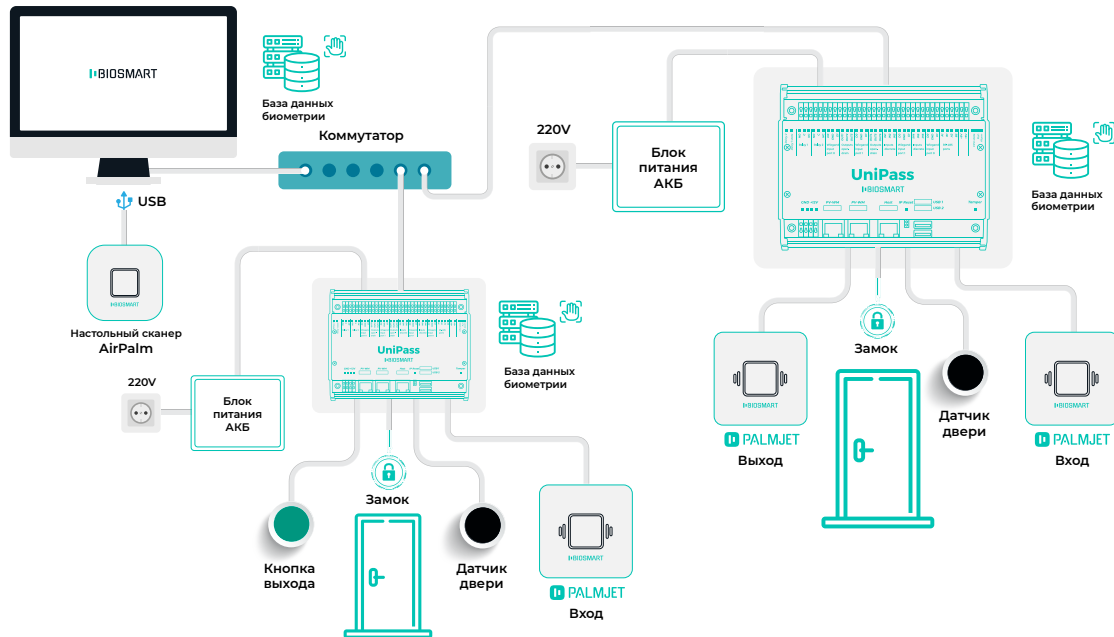 BIOSMART
База данных
биометрии
Коммутатор
USB
BIOSMART
Настольный сканер
AirPalm
220V
Блок
питания
АКБ
UniPass
BIOSMART
База данных
биометрии
220V
Блок
питания
АКБ
UniPass
BIOSMART
База данных
биометрии
Замок
Кнопка
выхода
Датчик
двери
BIOSMART
PALMJET
Вход
Замок
BIOSMART
PALMJET
Выход
Датчик
двери
BIOSMART
PALMJET
Вход